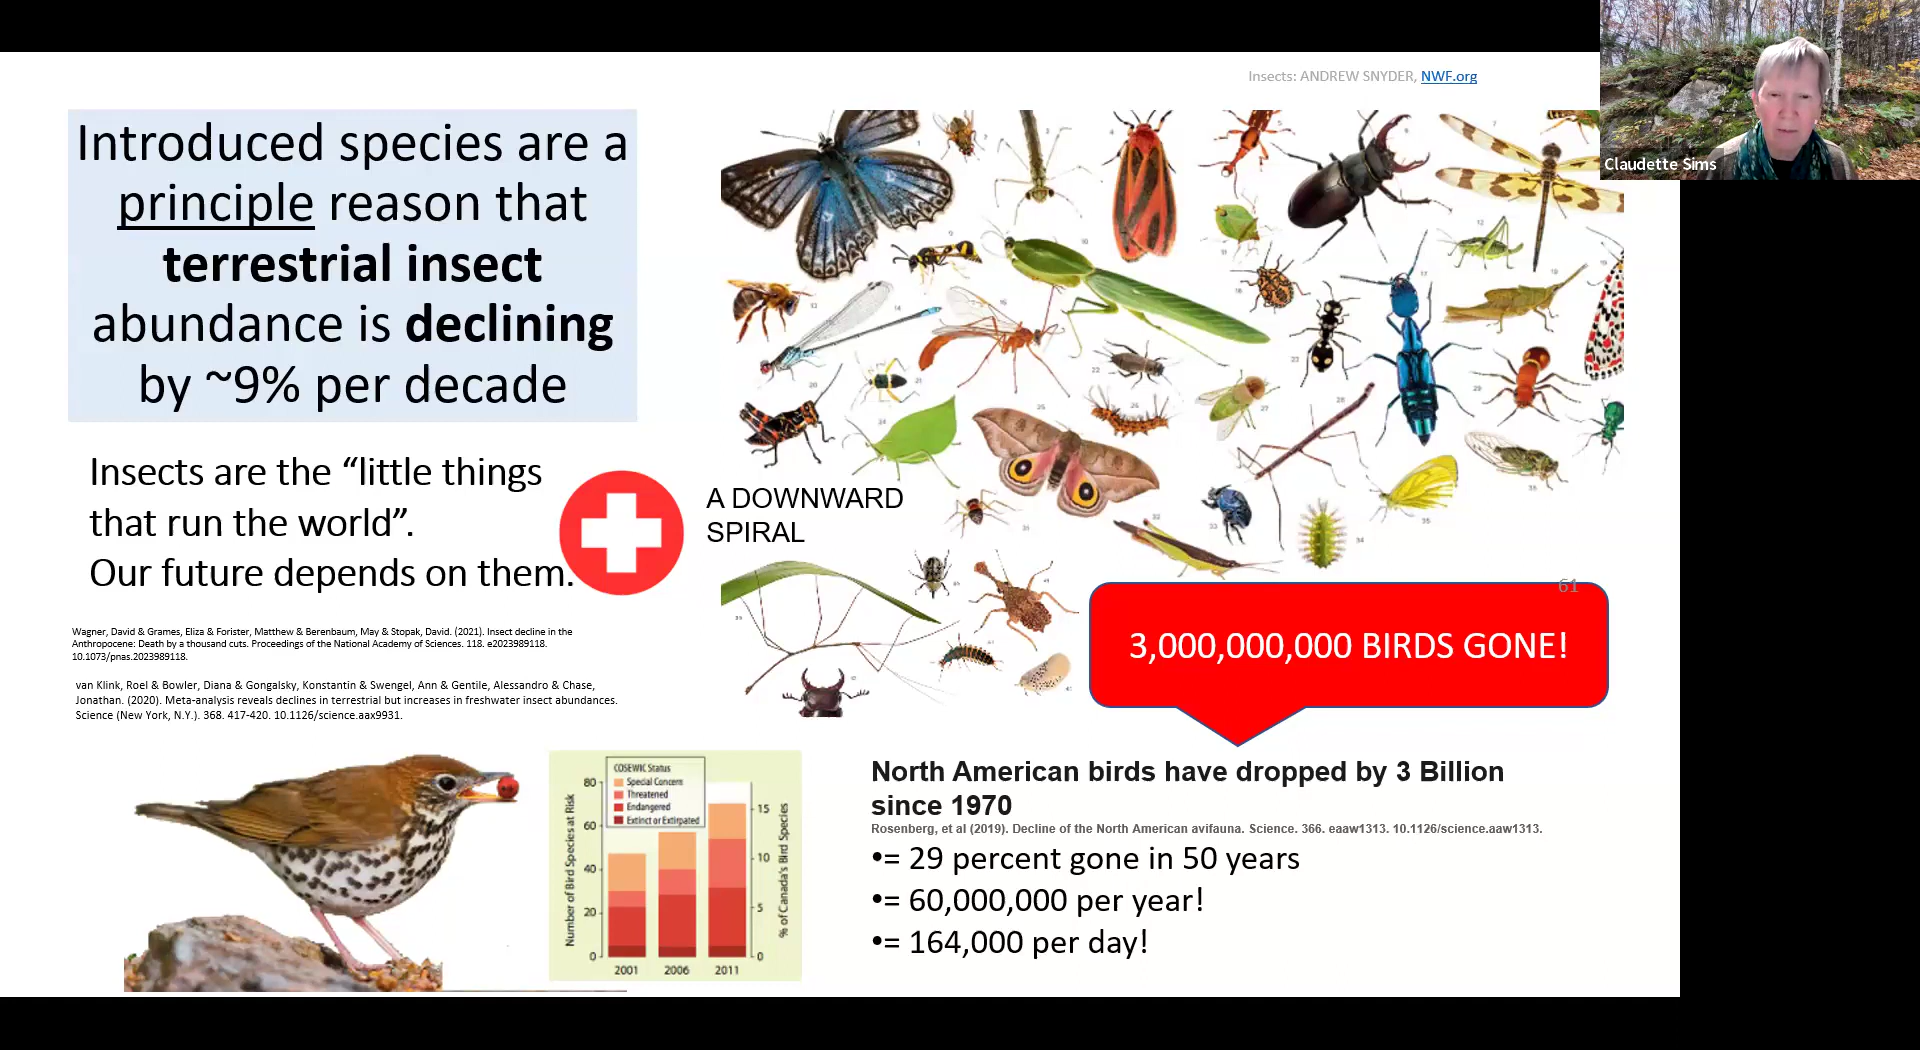 Insects: ANDREW SNYDER, NWF.org
Claudette Sims
Introduced species are a
principle reason that
terrestrial insect
abundance is declining
by ~9% per decade
Insects are the “little things
that run the world”.
Our future depends on them.
A DOWNWARD
SPIRAL
Wagner, David & Grames, Eliza & Forister, Matthew & Berenbaum, May & Stopak, David. (2021). Insect decline in the
Anthropocene: Death by a thousand cuts. Proceedings of the National Academy of Sciences. 118. e2023989118.
10.1073/pnas.2023989118.
van Klink, Roel & Bowler, Diana & Gongalsky, Konstantin & Swengel, Ann & Gentile, Alessandro & Chase,
Jonathan. (2020). Meta-analysis reveals declines in terrestrial but increases in freshwater insect abundances.
Science (New York, N.Y.). 368. 417-420. 10.1126/science.aax9931.
61
3,000,000,000 BIRDS GONE!
COSEWIC Status
Special Concern
Threatened
Endangered
Extinct or Extirpated
Number of Bird Species at Risk
80
60
40
20
0
2001 2006 2011
15
10
5
0
% of Canada's Bird Species
North American birds have dropped by 3 Billion
since 1970
Rosenberg, et al (2019). Decline of the North American avifauna. Science. 366. eaaw1313. 10.1126/science.aaw1313.
•= 29 percent gone in 50 years
•= 60,000,000 per year!
•= 164,000 per day!